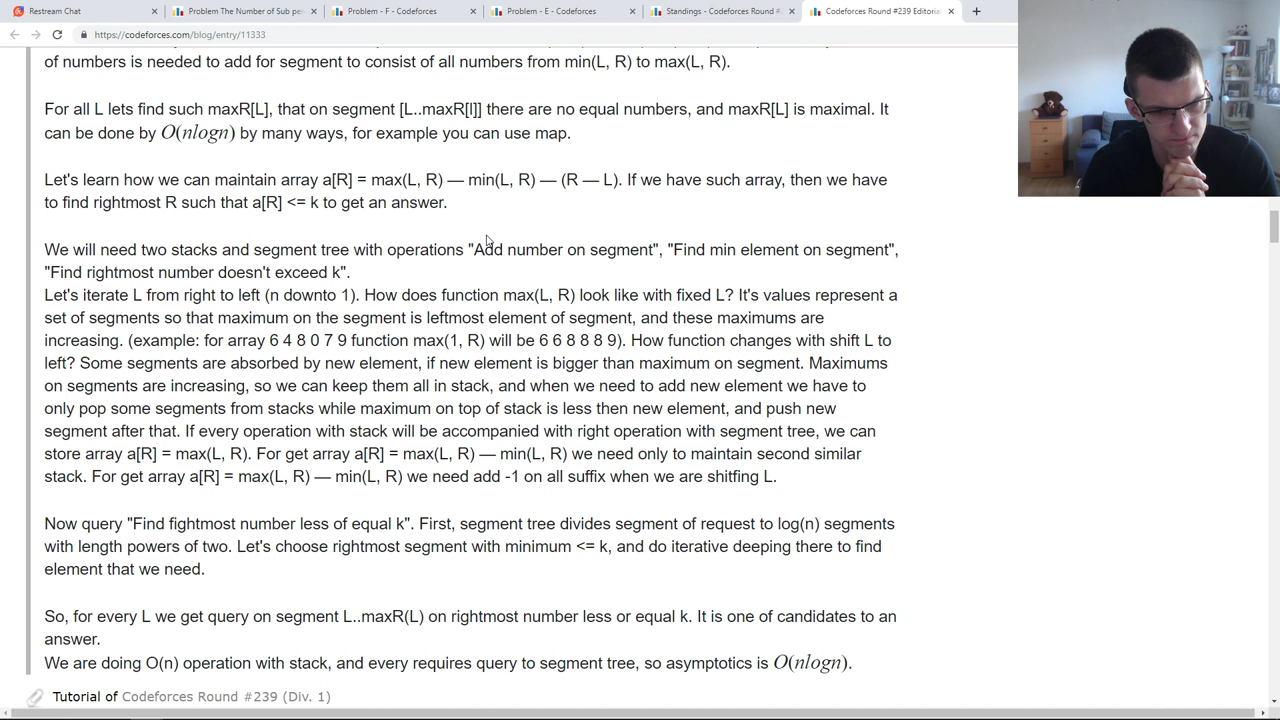 Restream Chat
Problem The Number of Sub pe
Problem - F - Codeforces
Problem - E - Codeforces
Standings - Codeforces Round #
Codeforces Round #239 Editoria
https://codeforces.com/blog/entry/11333
of numbers is needed to add for segment to consist of all numbers from min(L, R) to max(L, R).
For all L lets find such maxR[L], that on segment [L..maxR[l]] there are no equal numbers, and maxR[L] is maximal. It
can be done by O(nlogn) by many ways, for example you can use map.
Let's learn how we can maintain array a[R] = max(L, R) — min(L, R) — (R — L). If we have such array, then we have
to find rightmost R such that a[R] <= k to get an answer.
We will need two stacks and segment tree with operations "Add number on segment", "Find min element on segment",
"Find rightmost number doesn't exceed k".
Let's iterate L from right to left (n downto 1). How does function max(L, R) look like with fixed L? It's values represent a
set of segments so that maximum on the segment is leftmost element of segment, and these maximums are
increasing. (example: for array 6 4 8 0 7 9 function max(1, R) will be 6 6 8 8 8 9). How function changes with shift L to
left? Some segments are absorbed by new element, if new element is bigger than maximum on segment. Maximums
on segments are increasing, so we can keep them all in stack, and when we need to add new element we have to
only pop some segments from stacks while maximum on top of stack is less then new element, and push new
segment after that. If every operation with stack will be accompanied with right operation with segment tree, we can
store array a[R] = max(L, R). For get array a[R] = max(L, R) — min(L, R) we need only to maintain second similar
stack. For get array a[R] = max(L, R) — min(L, R) we need add -1 on all suffix when we are shitfing L.
Now query "Find fightmost number less of equal k". First, segment tree divides segment of request to log(n) segments
with length powers of two. Let's choose rightmost segment with minimum <= k, and do iterative deeping there to find
element that we need.
So, for every L we get query on segment L..maxR(L) on rightmost number less or equal k. It is one of candidates to an
answer.
We are doing O(n) operation with stack, and every requires query to segment tree, so asymptotics is O(nlogn).
Tutorial of Codeforces Round #239 (Div. 1)